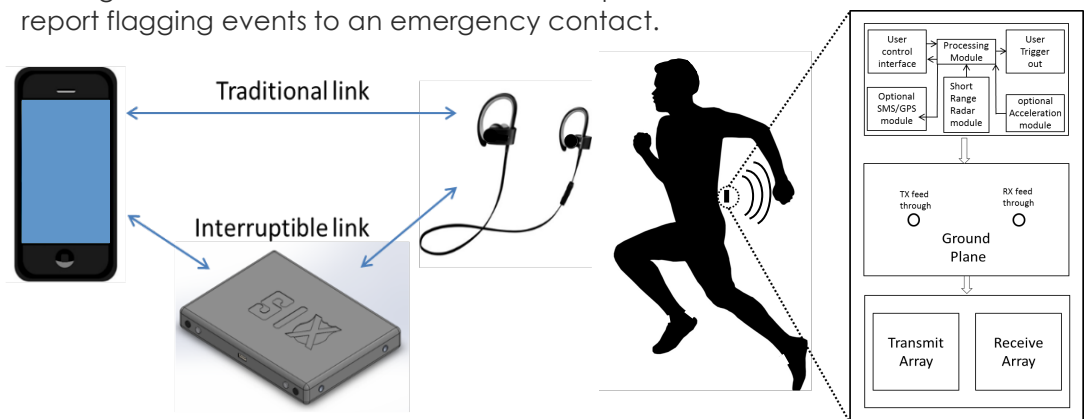 report flagging events to an emergency contact.
Traditional link
Interruptible link
SIX
User
control
interface
Processing
Module
User
Trigger
out
Optional
SMS/GPS
module
Short
Range
Radar
module
optional
Acceleration
module
TX feed
through
RX feed
through
Ground
Plane
Transmit
Array
Receive
Array